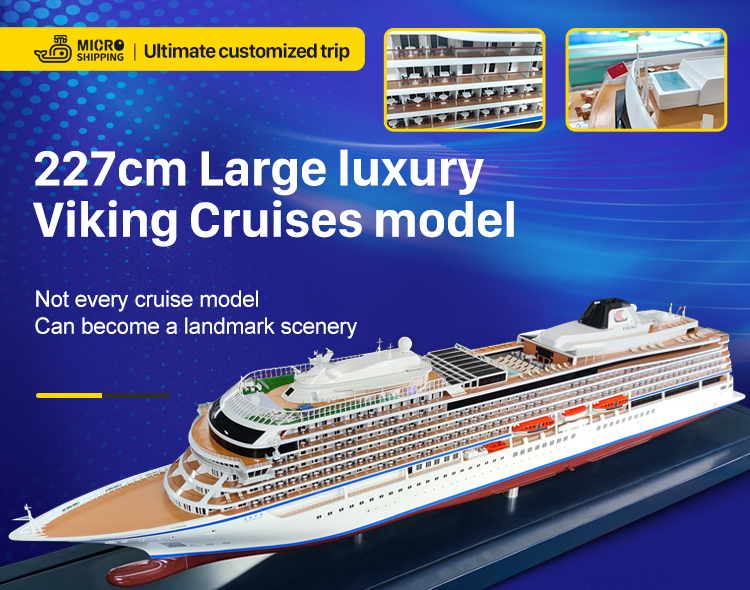 MICRO
SHIPPING
Ultimate customized trip
227cm Large luxury
Viking Cruises model
Not every cruise model
Can become a landmark scenery